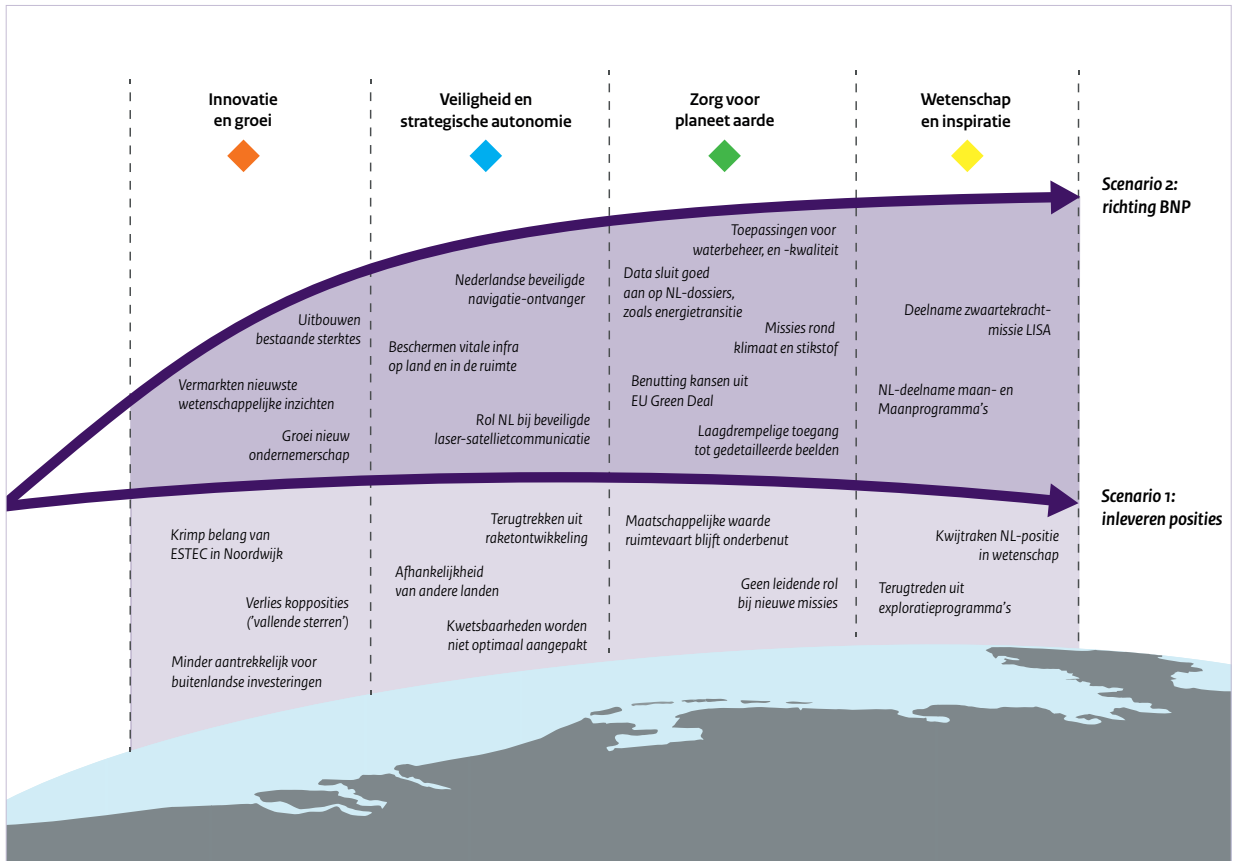 Innovatie
en groei
Veiligheid en
strategische autonomie
Zorg voor
planeet aarde
Wetenschap
en inspiratie
Scenario 2:
richting BNP
Uitbouwen
bestaande sterktes
Vermarkten nieuwste
wetenschappelijke inzichten
Groei nieuw
ondernemerschap
Nederlandse beveiligde
navigatie-ontvanger
Beschermen vitale infra
op land en in de ruimte
Rol NL bij beveiligde
laser-satellietcommunicatie
Toepassingen voor
waterbeheer, en -kwaliteit
Data sluit goed
aan op NL-dossiers,
zoals energietransitie
Missies rond
klimaat en stikstof
Benutting kansen uit
EU Green Deal
Laagdrempelige toegang
tot gedetailleerde beelden
Deelname zwaartekracht-
missie LISA
NL-deelname maan- en
Maanprogramma's
Scenario 1:
inleveren posities
Krimp belang van
ESTEC in Noordwijk
Verlies kopposities
('vallende sterren')
Minder aantrekkelijk voor
buitenlandse investeringen
Terugtrekken uit
raketontwikkeling
Afhankelijkheid
van andere landen
Kwetsbaarheden worden
niet optimaal aangepakt
Maatschappelijke waarde
ruimtevaart blijft onderbenut
Geen leidende rol
bij nieuwe missies
Kwijtraken NL-positie
in wetenschap
Terugtreden uit
exploratieprogramma's